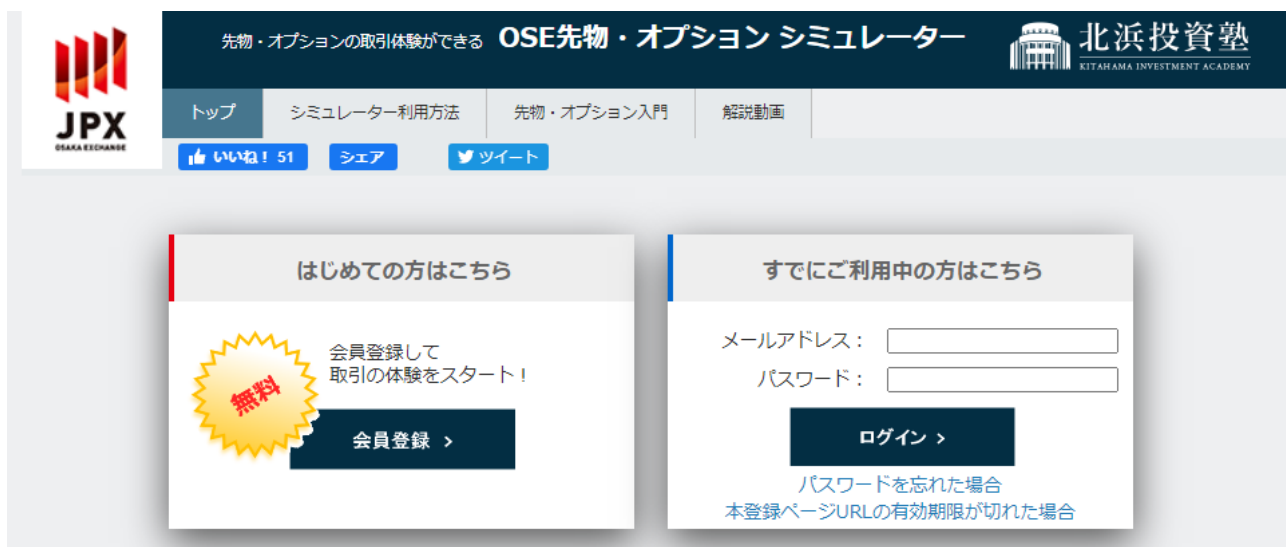 先物・オプションの取引体験ができる OSE先物・オプション シミュレーター
北浜投資塾
KITAHAMA INVESTMENT ACADEMY
JPX
OSAKA EXCHANGE
トップ シミュレーター利用方法 先物・オプション入門 解説動画
いいね！ 51 シェア ツイート
はじめての方はこちら
無料
会員登録して
取引の体験をスタート！
会員登録 >
すでにご利用中の方はこちら
メールアドレス：
パスワード：
ログイン >
パスワードを忘れた場合
本登録ページURLの有効期限が切れた場合